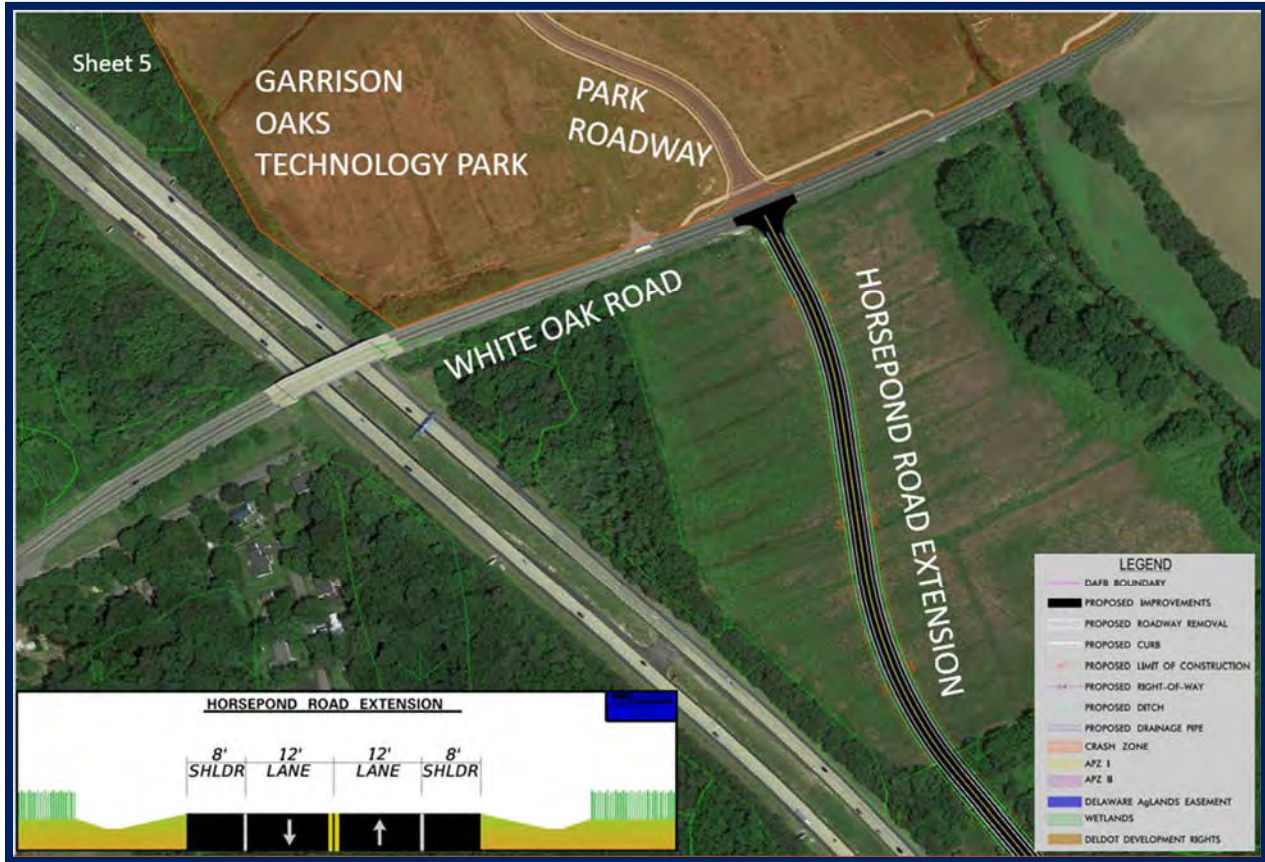 Sheet 5
GARRISON
OAKS
TECHNOLOGY PARK
PARK
ROADWAY
WHITE OAK ROAD
HORSEPOND ROAD EXTENSION
LEGEND
DAFB BOUNDARY
PROPOSED IMPROVEMENTS
PROPOSED ROADWAY REMOVAL
PROPOSED CURB
PROPOSED LIMIT OF CONSTRUCTION
PROPOSED RIGHT-OF-WAY
PROPOSED DITCH
PROPOSED DRAINAGE PIPE
CRASH ZONE
APZ I
APZ II
DELAWARE AgLANDS EASEMENT
WETLANDS
DELDOT DEVELOPMENT RIGHTS
HORSEPOND ROAD EXTENSION
8' 12' 12' 8'
SHLDR LANE LANE SHLDR